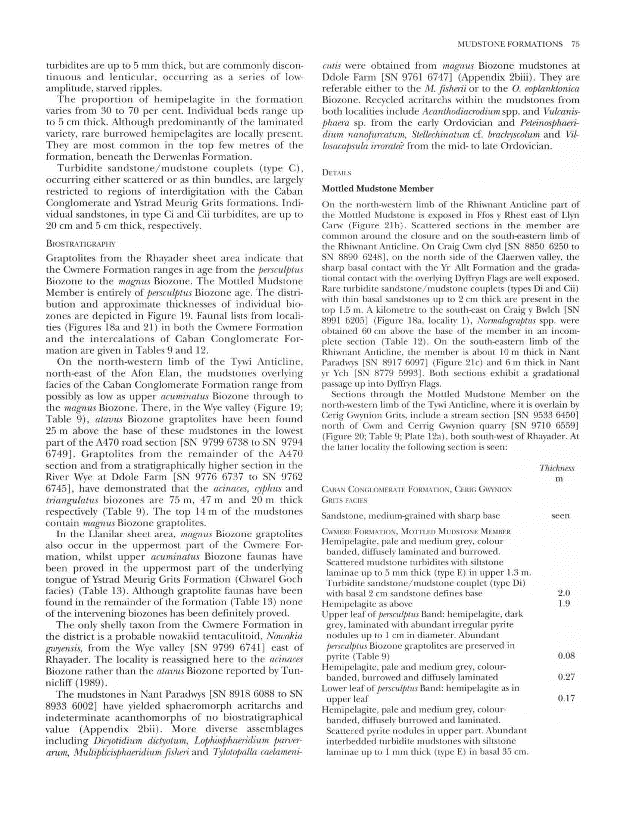 MUDSTONE FORMATIONS 75
turbidites are up to 5 mm thick, but are commonly discon-
tinuous and lenticular, occurring as a series of low-
amplitude, starved ripples.
The proportion of hemipelagite in the formation
varies from 30 to 70 per cent. Individual beds range up
to 5 cm thick. Although predominantly of the laminated
variety, rare burrowed hemipelagites are locally present.
They are most common in the top few metres of the
formation, beneath the Derwenlas Formation.
Turbidite sandstone/mudstone couplets (type C),
occurring either scattered or as thin bundles, are largely
restricted to regions of interdigitation with the Caban
Conglomerate and Ystrad Meurig Grits formations. Indi-
vidual sandstones, in type Ci and Cii turbidites, are up to
20 cm and 5 cm thick, respectively.
BIOSTRATIGRAPHY
Graptolites from the Rhayader sheet area indicate that
the Cwmere Formation ranges in age from the persculptus
Biozone to the magnus Biozone. The Mottled Mudstone
Member is entirely of persculptus Biozone age. The distri-
bution and approximate thicknesses of individual bio-
zones are depicted in Figure 19. Faunal lists from locali-
ties (Figures 18a and 21) in both the Cwmere Formation
and the intercalations of Caban Conglomerate For-
mation are given in Tables 9 and 12.
On the north-western limb of the Tywi Anticline,
north-east of the Afon Elan, the mudstones overlying
facies of the Caban Conglomerate Formation range from
possibly as low as upper acuminatus Biozone through to
the magnus Biozone. There, in the Wye valley (Figure 19;
Table 9), atavus Biozone graptolites have been found
25 m above the base of these mudstones in the lowest
part of the A470 road section [SN 9799 6738 to SN 9794
6749]. Graptolites from the remainder of the A470
section and from a stratigraphically higher section in the
River Wye at Ddole Farm [SN 9776 6737 to SN 9762
6745], have demonstrated that the acinaces, cyphus and
triangulatus biozones are 75 m, 47 m and 20 m thick
respectively (Table 9). The top 14 m of the mudstones
contain magnus Biozone graptolites.
In the Llanilar sheet area, magnus Biozone graptolites
also occur in the uppermost part of the Cwmere For-
mation, whilst upper acuminatus Biozone faunas have
been proved in the uppermost part of the underlying
tongue of Ystrad Meurig Grits Formation (Chwarel Goch
facies) (Table 13). Although graptolite faunas have been
found in the remainder of the formation (Table 13) none
of the intervening biozones has been definitely proved.
The only shelly taxon from the Cwmere Formation in
the district is a probable nowakiid tentaculitoid, Nowakia
gwyensis, from the Wye valley [SN 9799 6741] east of
Rhayader. The locality is reassigned here to the acinaces
Biozone rather than the atavus Biozone reported by Tun-
nicliff (1989).
The mudstones in Nant Paradwys [SN 8918 6088 to SN
8933 6002] have yielded sphaeromorph acritarchs and
indeterminate acanthomorphs of no biostratigraphical
value (Appendix 2bii). More diverse assemblages
including Dicyotidium dictyotum, Lophosphaeridium parver-
arum, Multiplicisphaeridium fisheri and Tylotopalla caelameni-
cutis were obtained from magnus Biozone mudstones at
Ddole Farm [SN 9761 6747] (Appendix 2biii). They are
referable either to the M. fisherii or to the O. eoplanktonica
Biozone. Recycled acritarchs within the mudstones from
both localities include Acanthodiacrodium spp. and Vulcanis-
phaera sp. from the early Ordovician and Peteinosphaeri-
dium nanofurcatum, Stellechinatum cf. brachyscolum and Vil-
losacapsula irrorata? from the mid- to late Ordovician.
DETAILS
Mottled Mudstone Member
On the north-western limb of the Rhiwnant Anticline part of
the Mottled Mudstone is exposed in Ffos y Rhest east of Llyn
Carw (Figure 21b). Scattered sections in the member are
common around the closure and on the south-eastern limb of
the Rhiwnant Anticline. On Craig Cwm clyd [SN 8850 6250 to
SN 8890 6248], on the north side of the Claerwen valley, the
sharp basal contact with the Yr Allt Formation and the grada-
tional contact with the overlying Dyffryn Flags are well exposed.
Rare turbidite sandstone/mudstone couplets (types Di and Cii)
with thin basal sandstones up to 2 cm thick are present in the
top 1.5 m. A kilometre to the south-east on Craig y Bwlch [SN
8991 6205] (Figure 18a, locality 1), Normalograptus spp. were
obtained 60 cm above the base of the member in an incom-
plete section (Table 12). On the south-eastern limb of the
Rhiwnant Anticline, the member is about 10 m thick in Nant
Paradwys [SN 8917 6097] (Figure 21c) and 6 m thick in Nant
yr Ych [SN 8779 5993]. Both sections exhibit a gradational
passage up into Dyffryn Flags.
Sections through the Mottled Mudstone Member on the
north-western limb of the Tywi Anticline, where it is overlain by
Cerig Gwynion Grits, include a stream section [SN 9533 6450]
north of Cwm and Cerrig Gwynion quarry [SN 9710 6559]
(Figure 20; Table 9; Plate 12a), both south-west of Rhayader. At
the latter locality the following section is seen:
Thickness
m
CABAN CONGLOMERATE FORMATION, CERIG GWYNION
GRITS FACIES
Sandstone, medium-grained with sharp base seen
CWMERE FORMATION, MOTTLED MUDSTONE MEMBER
Hemipelagite, pale and medium grey, colour
banded, diffusely laminated and burrowed.
Scattered mudstone turbidites with siltstone
laminae up to 5 mm thick (type E) in upper 1.3 m.
Turbidite sandstone/mudstone couplet (type Di)
with basal 2 cm sandstone defines base 2.0
Hemipelagite as above 1.9
Upper leaf of persculptus Band: hemipelagite, dark
grey, laminated with abundant irregular pyrite
nodules up to 1 cm in diameter. Abundant
persculptus Biozone graptolites are preserved in
pyrite (Table 9) 0.08
Hemipelagite, pale and medium grey, colour-
banded, burrowed and diffusely laminated 0.27
Lower leaf of persculptus Band: hemipelagite as in
upper leaf 0.17
Hemipelagite, pale and medium grey, colour-
banded, diffusely burrowed and laminated.
Scattered pyrite nodules in upper part. Abundant
interbedded turbidite mudstones with siltstone
laminae up to 1 mm thick (type E) in basal 35 cm.